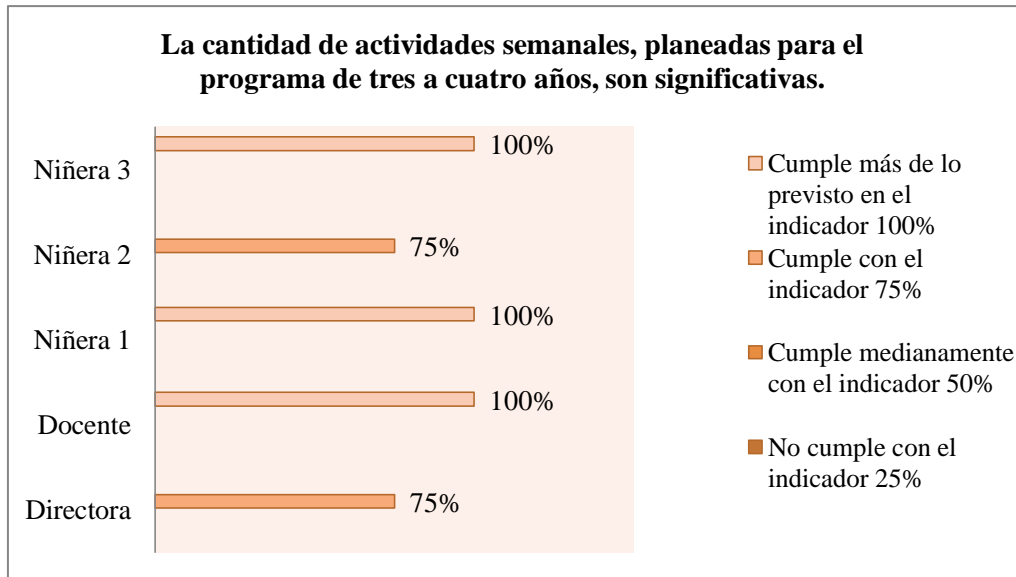 La cantidad de actividades semanales, planeadas para el
programa de tres a cuatro años, son significativas.
Niñera 3
100%
Niñera 2
75%
Niñera 1
100%
Docente
100%
Directora
75%
Cumple más de lo
previsto en el
indicador 100%
Cumple con el
indicador 75%
Cumple medianamente
con el indicador 50%
No cumple con el
indicador 25%